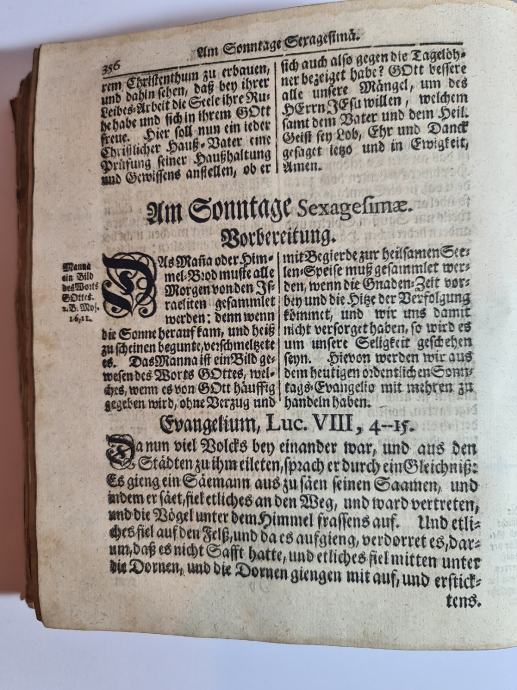 356
Am Sonntage Sexagesimä.
rem Christenthum zu erbauen,
und dahin sehen, daß bey ihrer
Leibes-Arbeit die Seele ihre Ru-
he habe und sich in ihrem GOtt
freue. Hier soll nun ein ieder
Christlicher Hauß-Vater eine
Prüfung seiner Haußhaltung
und Gewissens anstellen, ob er
sich auch also gegen die Tagelöh-
ner bezeiget habe? GOtt bessere
alle unsere Mängel, um des
HErrn JEsu willen, welchem
samt dem Vater und dem Heil.
Geist sey Lob, Ehr und Danck
gesaget ietzo und in Ewigkeit,
Amen.
Am Sonntage Sexagesimæ.
Vorbereitung.
Manna
ein Bild
des Worts
GOttes.
2. B. Mos.
16, 21.
DAs Maña oder Him-
mel-Brod muste alle
Morgen von den Js-
raeliten gesammlet
werden: denn wenn
die Sonne herauf kam, und heiß
zu scheinen begunte, verschmeltzte
es. Das Manna ist ein Bild ge-
wesen des Worts GOttes, wel-
ches, wenn es von GOtt häuffig
gegeben wird, ohne Verzug und
mit Begierde zur heilsamen See-
len-Speise muß gesammlet wer-
den, wenn die Gnaden-Zeit vor-
bey und die Hitze der Verfolgung
kömmet, und wir uns damit
nicht versorget haben, so wird es
um unsere Seligkeit geschehen
seyn. Hievon werden wir aus
dem heutigen ordentlichen Sonn-
tags-Evangelio mit mehren zu
handeln haben.
Evangelium, Luc. VIII, 4--15.
Da nun viel Volcks bey einander war, und aus den
Städten zu ihm eileten, sprach er durch ein Gleichniß:
Es gieng ein Säemann aus zu säen seinen Saamen, und
indem er säet, fiel etliches an den Weg, und ward vertreten,
und die Vögel unter dem Himmel frassens auf. Und etli-
ches fiel auf den Felß, und da es aufgieng, verdorret es, dar-
um, daß es nicht Safft hatte, und etliches fiel mitten unter
die Dornen, und die Dornen giengen mit auf, und erstick-
tens.